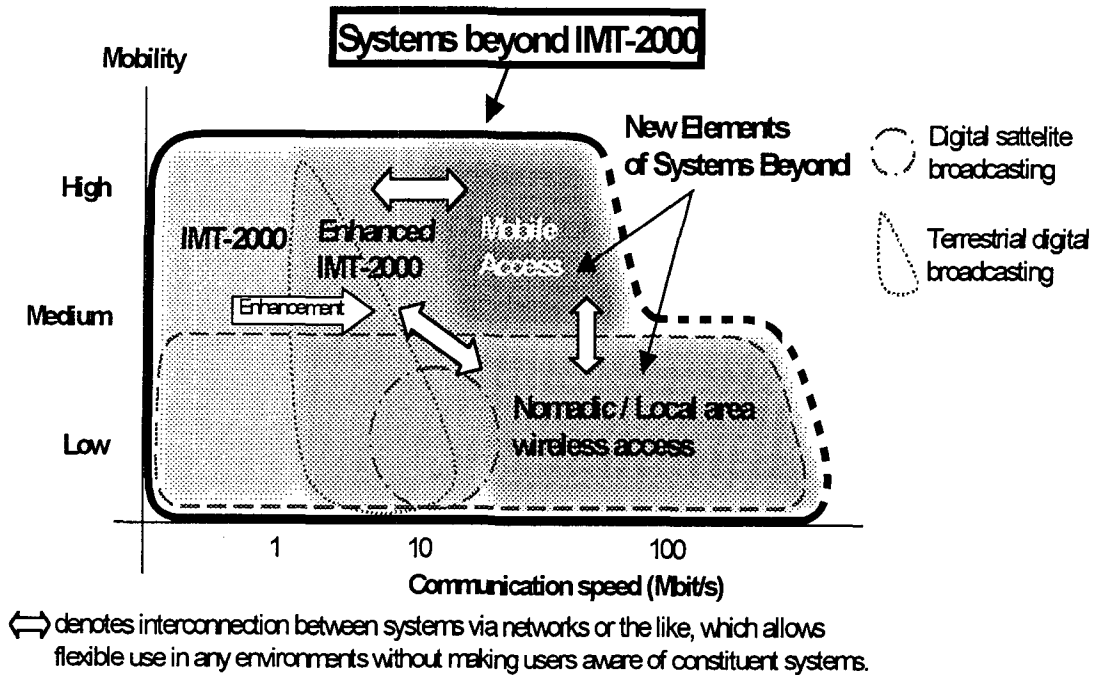 Systems beyond IMT-2000
Mobility
New Elements
of Systems Beyond
Digital sattelite
broadcasting
High
IMT-2000
Enhanced
IMT-2000
Mobile
Access
Terrestrial digital
broadcasting
Enhancement
Medium
Nomadic / Local area
wireless access
Low
1
10
100
Communication speed (Mbit/s)
denotes interconnection between systems via networks or the like, which allows
flexible use in any environments without making users aware of constituent systems.